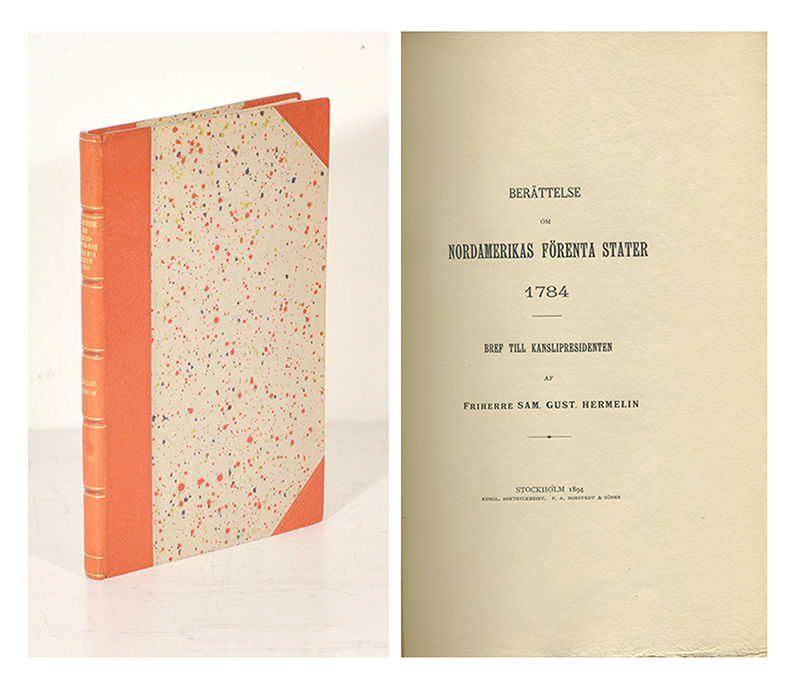 BERÄTTELSE
OM
NORDAMERIKAS FÖRENTA STATER
1784
BREF TILL KANSLIPRESIDENTEN
AF
FRIHERRE SAM. GUST. HERMELIN
STOCKHOLM 1894
KUNGL. BOKTRYCKERIET. P. A. NORSTEDT & SÖNER